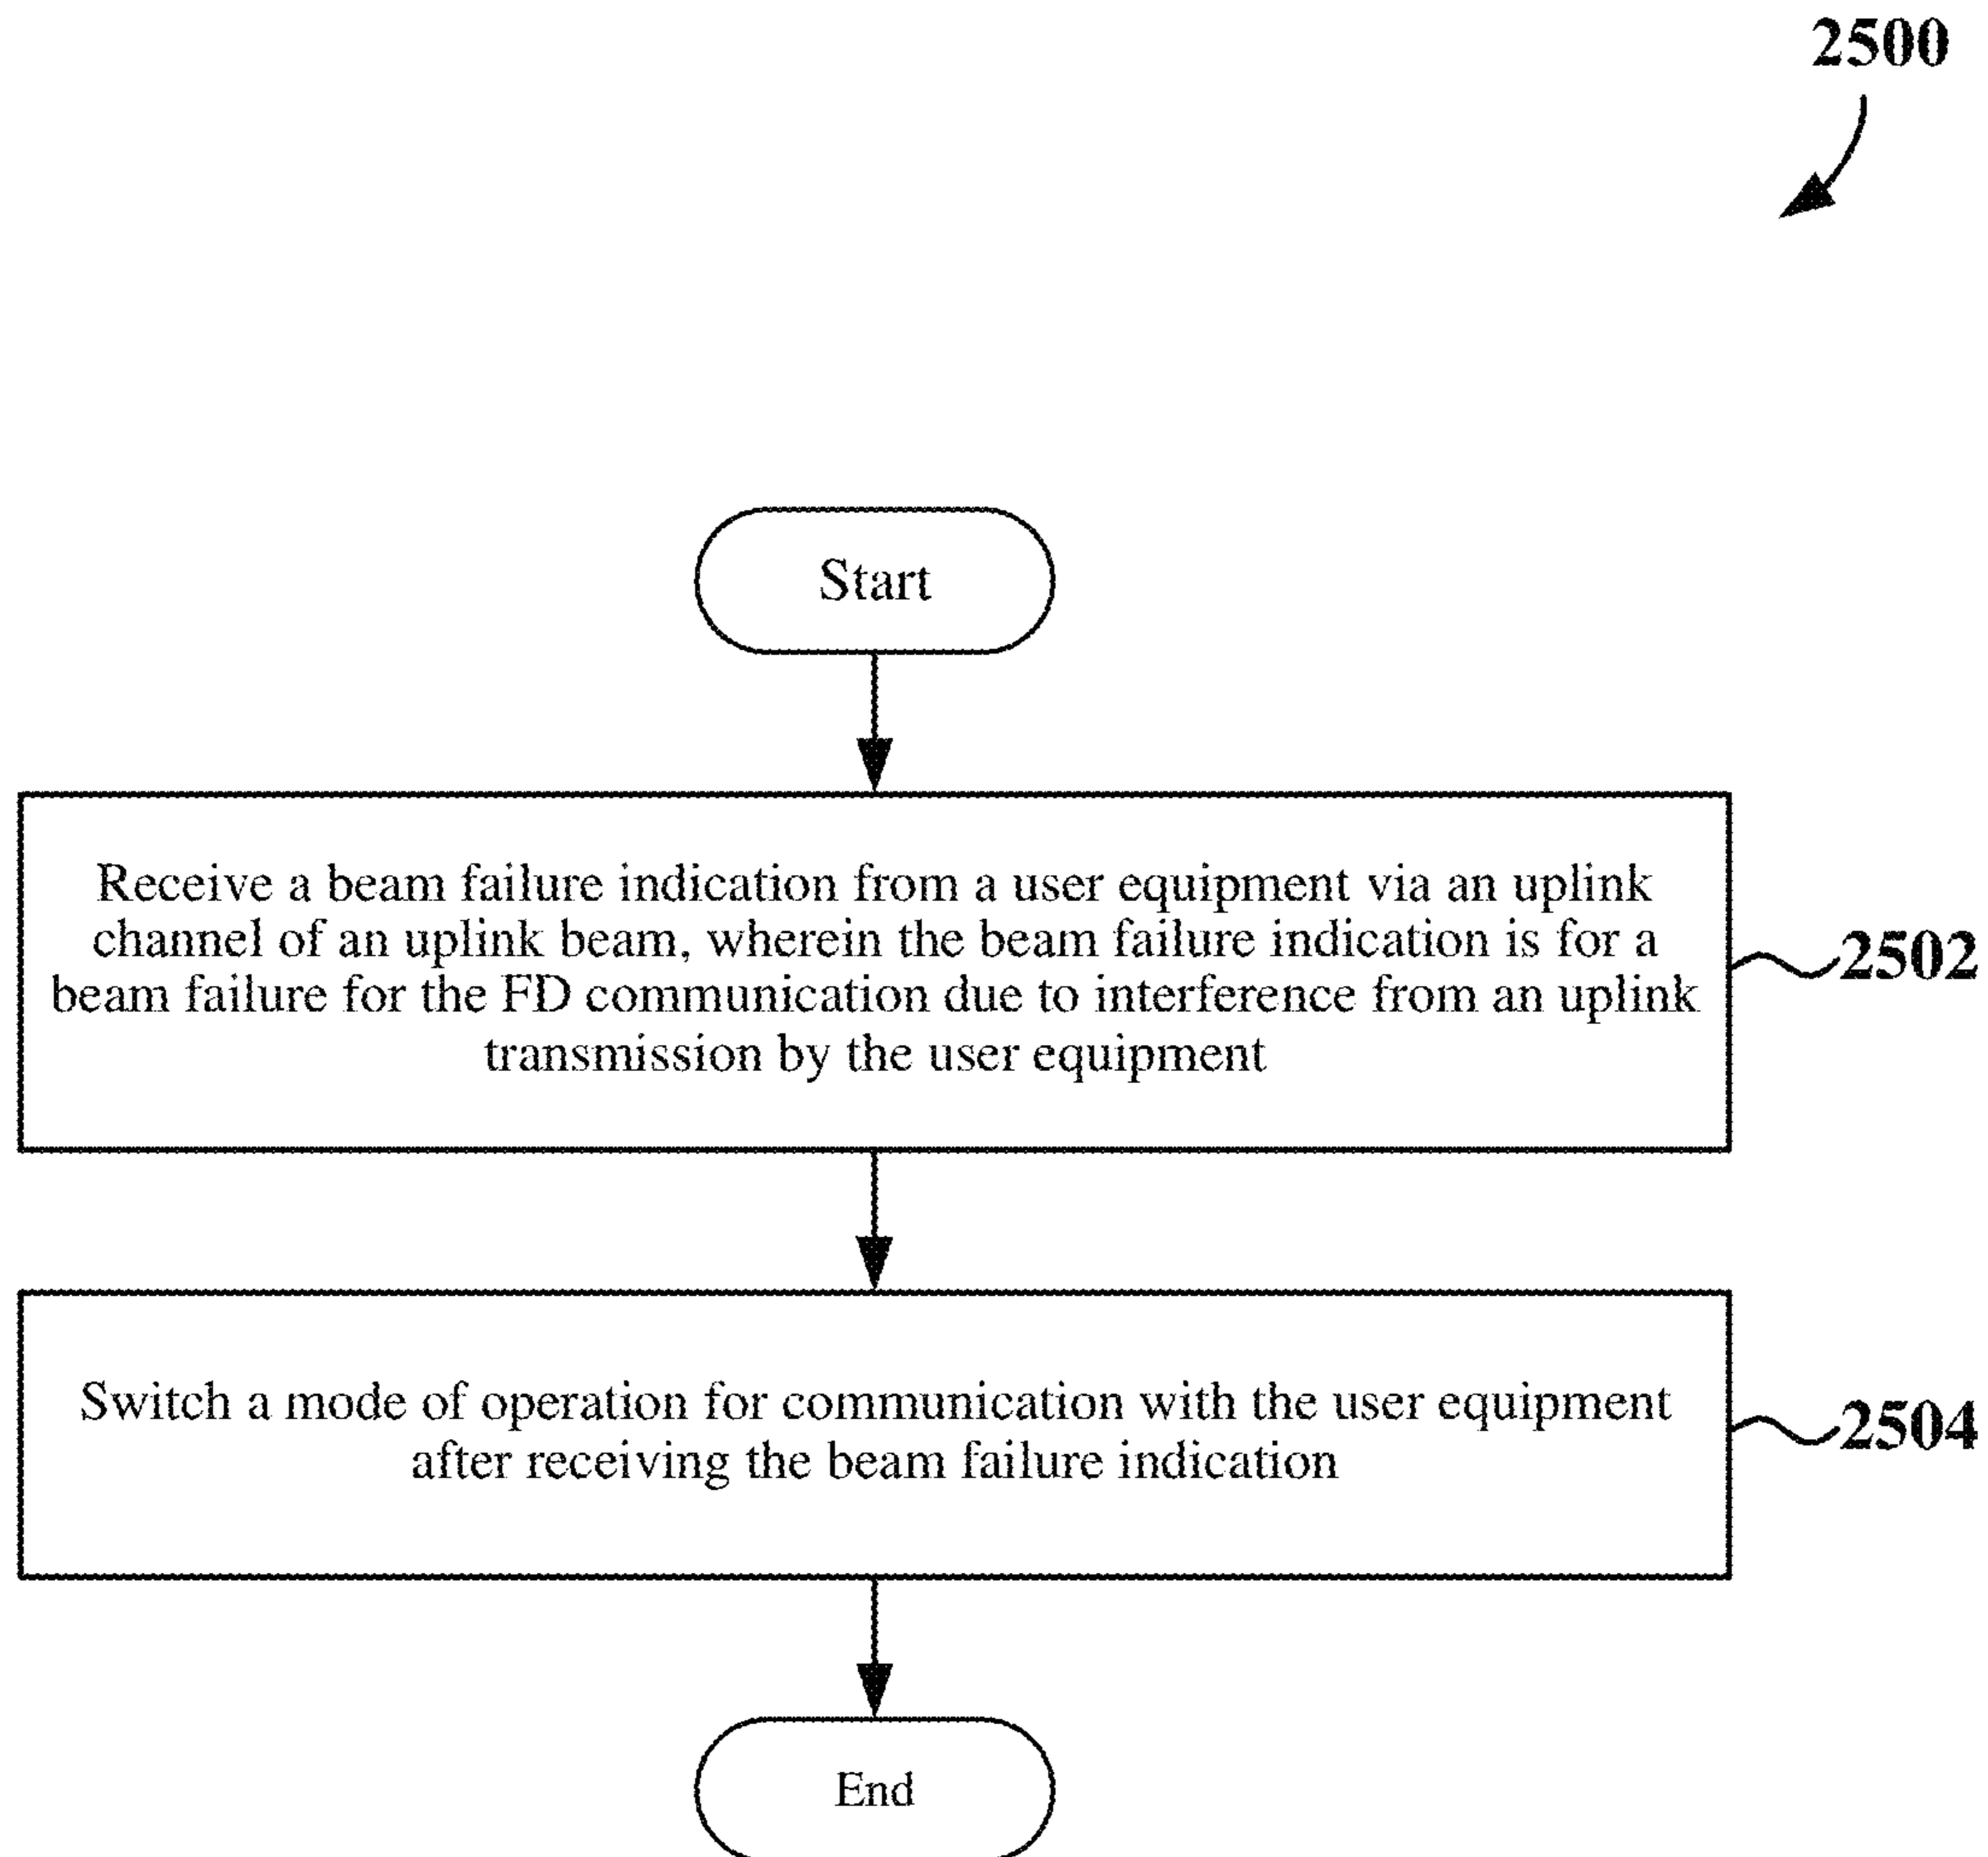 2500
Start
Receive a beam failure indication from a user equipment via an uplink
channel of an uplink beam, wherein the beam failure indication is for a
beam failure for the FD communication due to interference from an uplink
transmission by the user equipment
2502
Switch a mode of operation for communication with the user equipment
after receiving the beam failure indication
2504
End